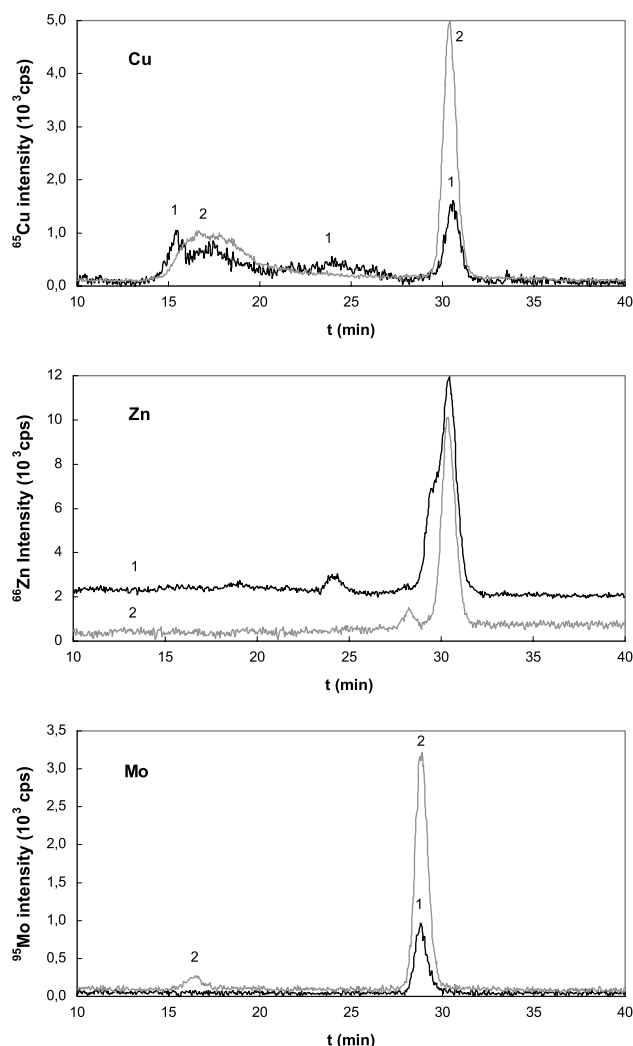 5,0
2
Cu
4,0
3,0
2,0
1
2
1
1
1,0
0,0
10 15 20 25 30 35 40
t (min)
⁶⁵Cu intensity (10³cps)
12
Zn
10
8
6
4
1
2
2
0
10 15 20 25 30 35 40
t (min)
⁶⁶Zn Intensity (10³cps)
3,5
2
Mo
3,0
2,5
2,0
1,5
1
1,0
2
0,5
0,0
10 15 20 25 30 35 40
t (min)
⁹⁵Mo intensity (10³ cps)